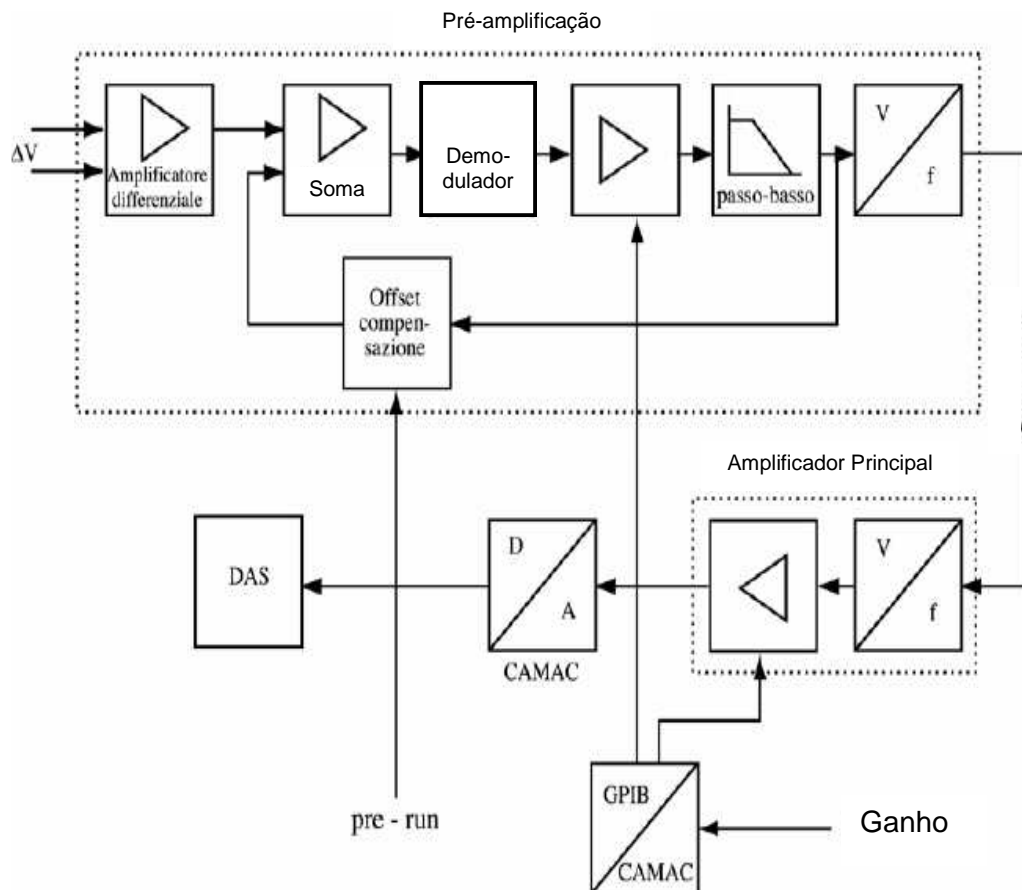 Pré-amplificação
ΔV
Amplificatore
differenziale
Soma
Demo-
dulador
passo-basso
V
f
Offset
compen-
sazione
Amplificador Principal
DAS
D
A
CAMAC
V
f
pre - run
GPIB
CAMAC
Ganho